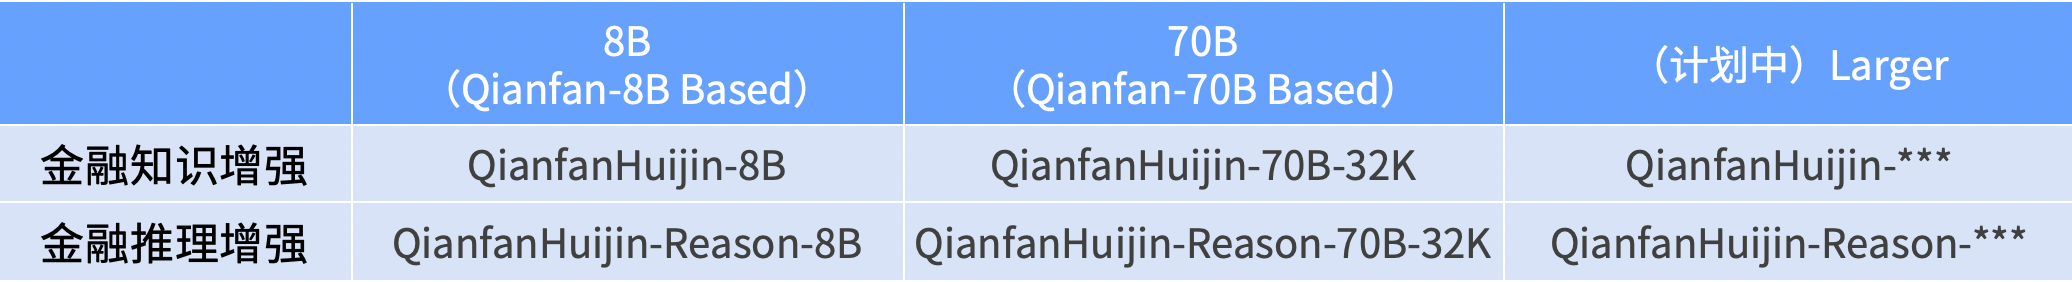 8B
（Qianfan-8B Based）
70B
（Qianfan-70B Based）
（计划中）Larger
金融知识增强
QianfanHuijin-8B
QianfanHuijin-70B-32K
QianfanHuijin-***
金融推理增强
QianfanHuijin-Reason-8B
QianfanHuijin-Reason-70B-32K
QianfanHuijin-Reason-***